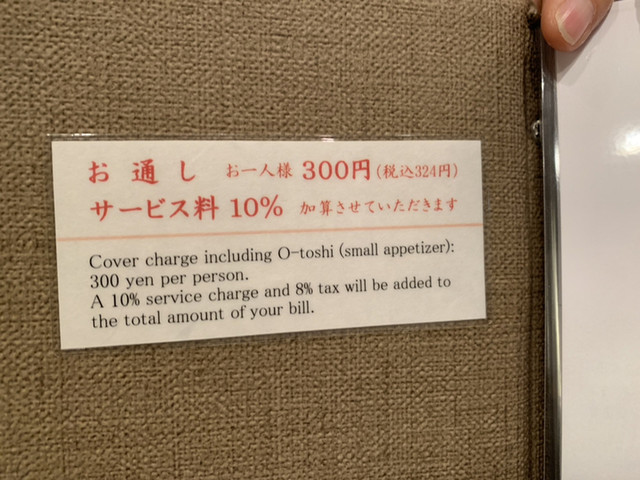 お通し お一人様 300円(税込324円)
サービス料 10% 加算させていただきます
Cover charge including O-toshi (small appetizer):
300 yen per person.
A 10% service charge and 8% tax will be added to
the total amount of your bill.